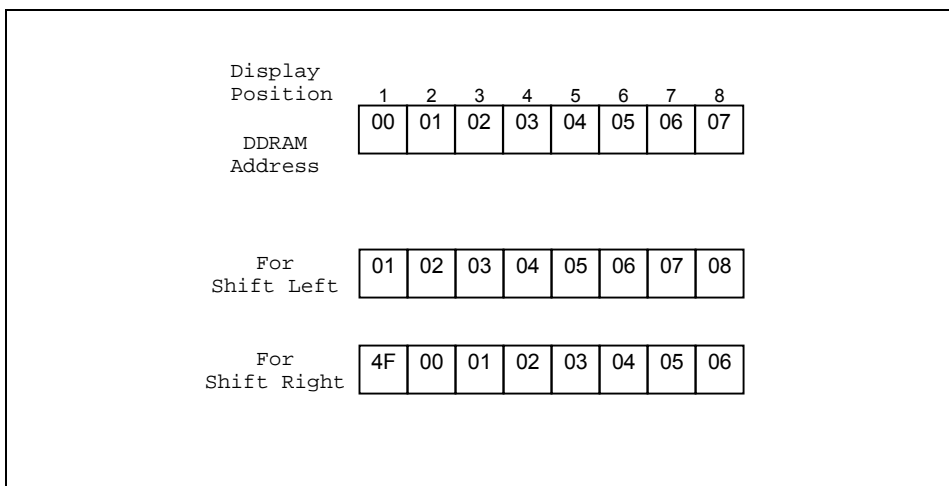 Display
Position
1 2 3 4 5 6 7 8
DDRAM
Address
00 01 02 03 04 05 06 07
For
Shift Left
01 02 03 04 05 06 07 08
For
Shift Right
4F 00 01 02 03 04 05 06